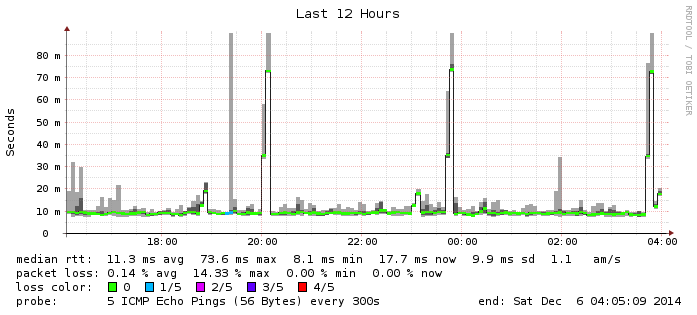 Last 12 Hours
RRDTOOL / TOBI OETIKER
Seconds
80 m
70 m
60 m
50 m
40 m
30 m
20 m
10 m
0
18:00 20:00 22:00 00:00 02:00 04:00
median rtt: 11.3 ms avg 73.6 ms max 8.1 ms min 17.7 ms now 9.9 ms sd 1.1 am/s
packet loss: 0.14 % avg 14.33 % max 0.00 % min 0.00 % now
loss color: 0 1/5 2/5 3/5 4/5
probe: 5 ICMP Echo Pings (56 Bytes) every 300s end: Sat Dec 6 04:05:09 2014